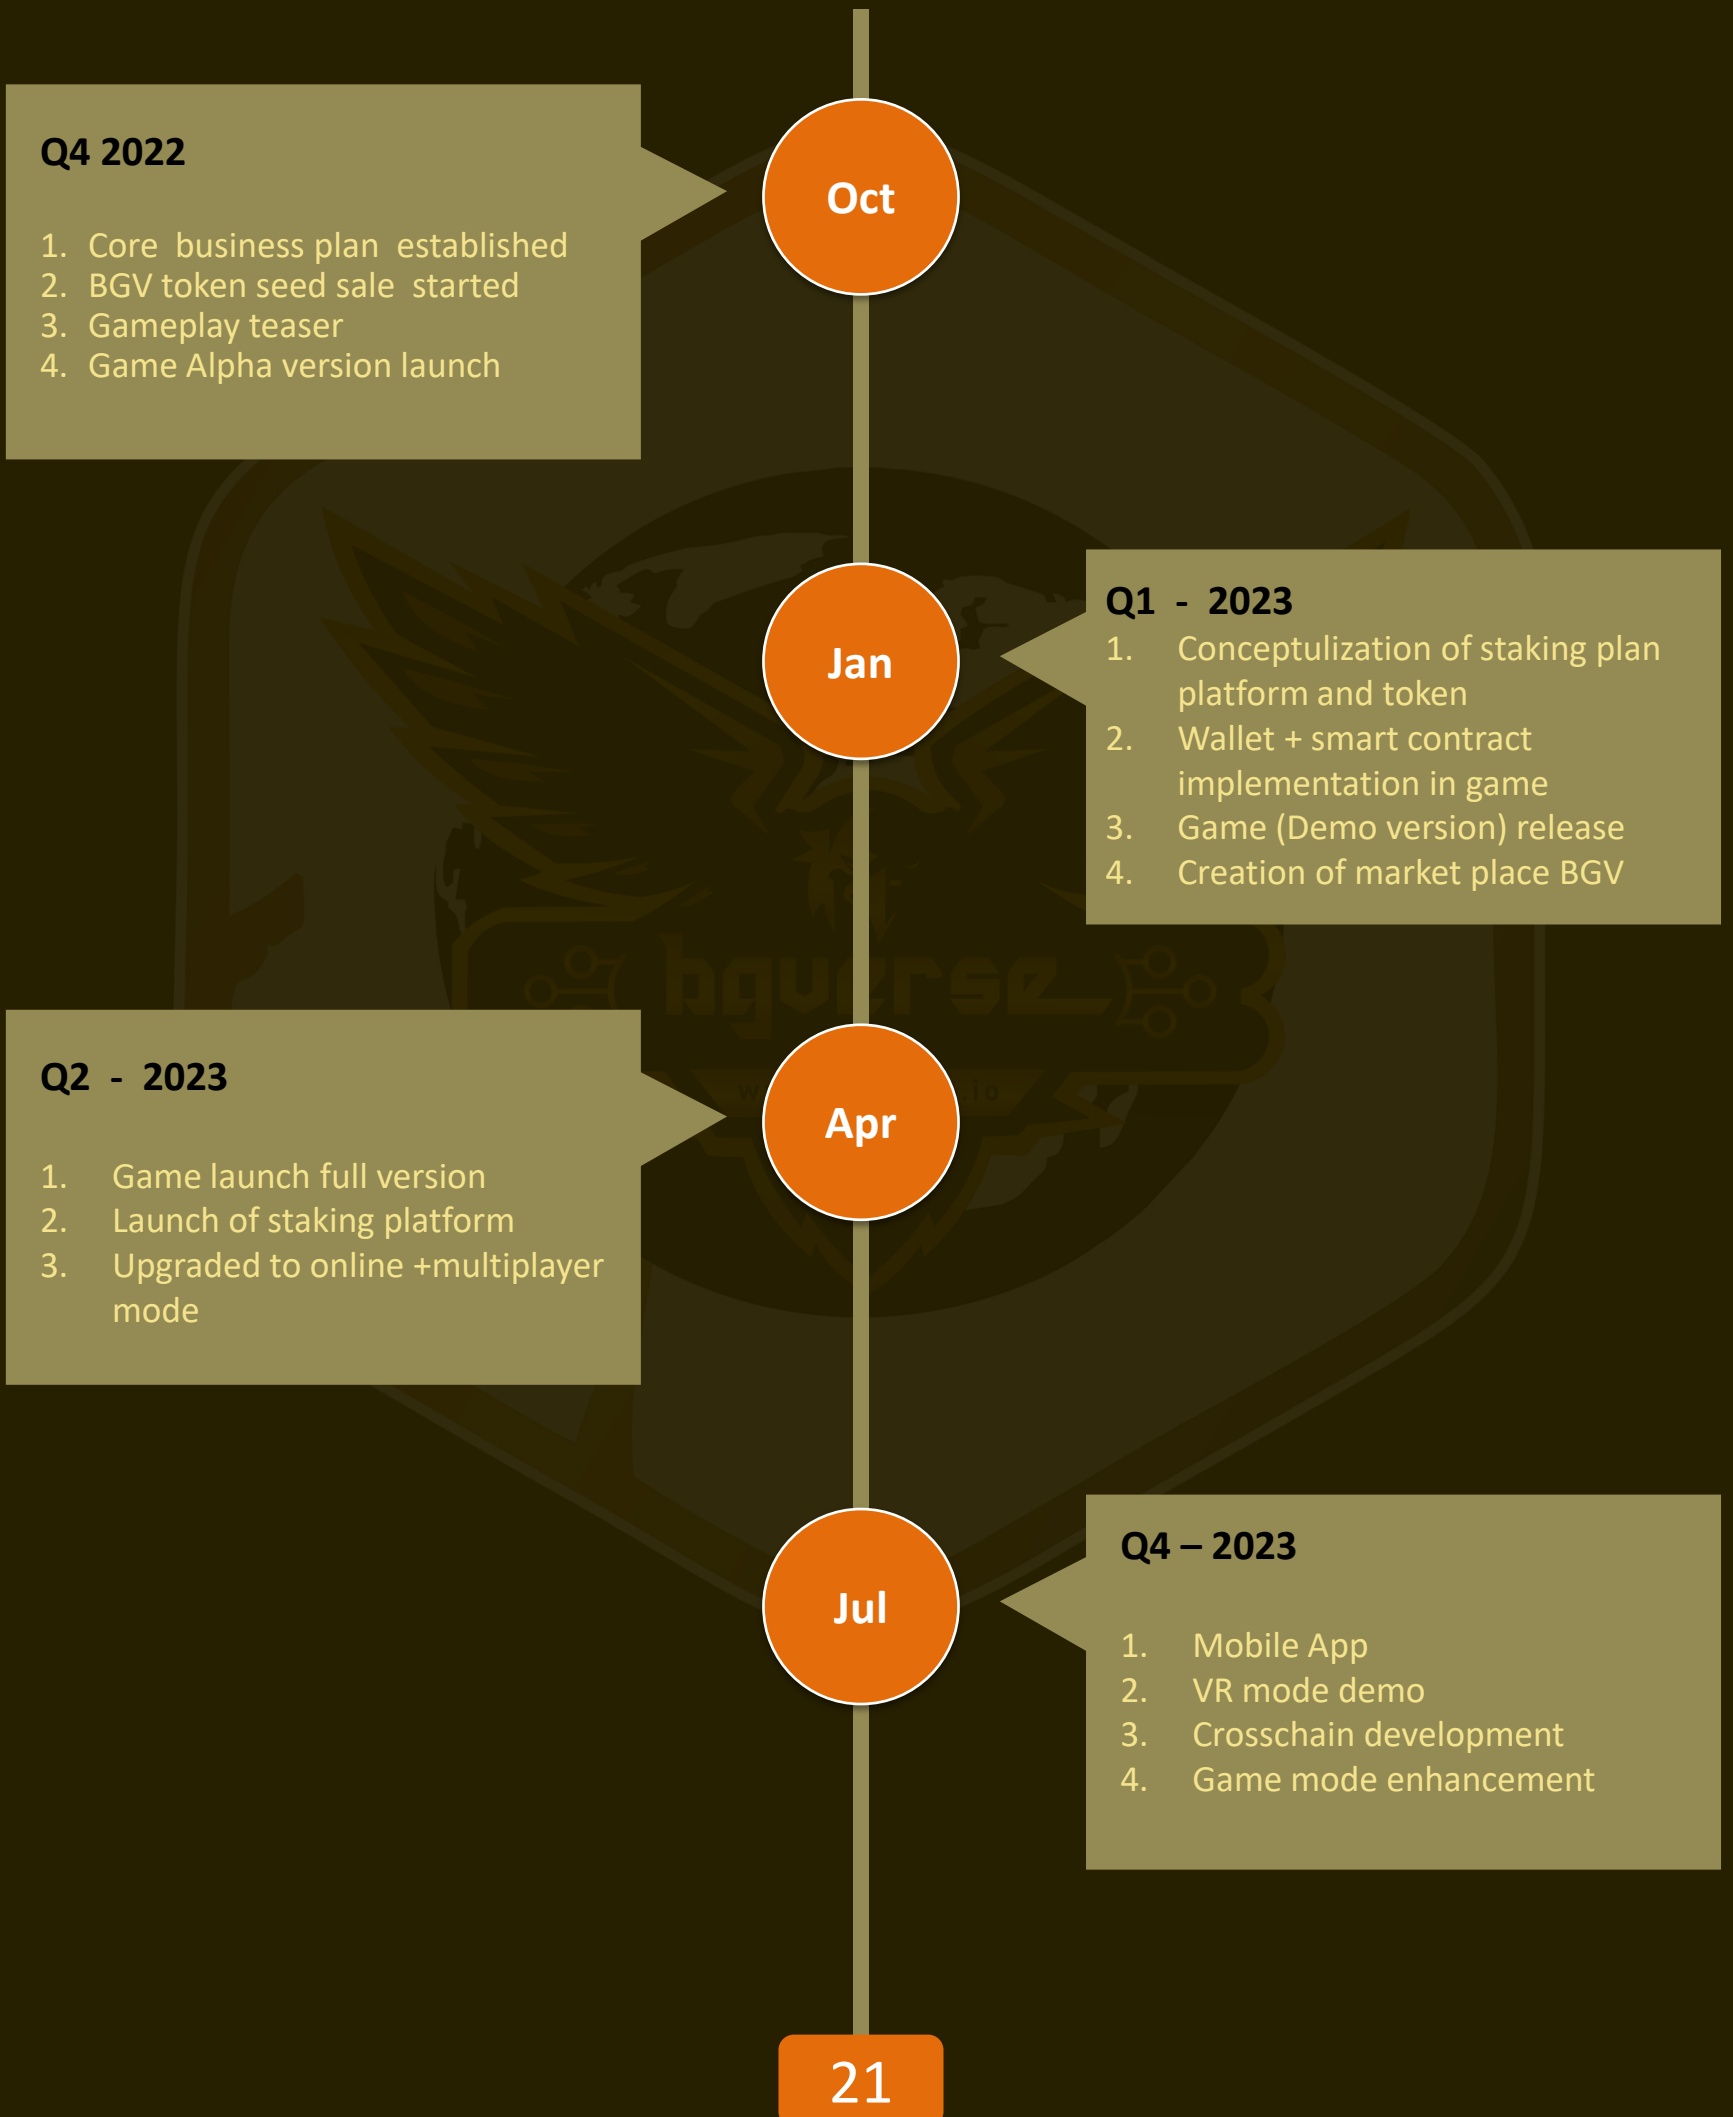 Q4 2022
1. Core business plan established
2. BGV token seed sale started
3. Gameplay teaser
4. Game Alpha version launch
Oct
Jan
Q1 - 2023
1. Conceptulization of staking plan
platform and token
2. Wallet + smart contract
implementation in game
3. Game (Demo version) release
4. Creation of market place BGV
bgverse
Q2 - 2023
1. Game launch full version
2. Launch of staking platform
3. Upgraded to online +multiplayer
mode
Apr
Jul
Q4 – 2023
1. Mobile App
2. VR mode demo
3. Crosschain development
4. Game mode enhancement
21